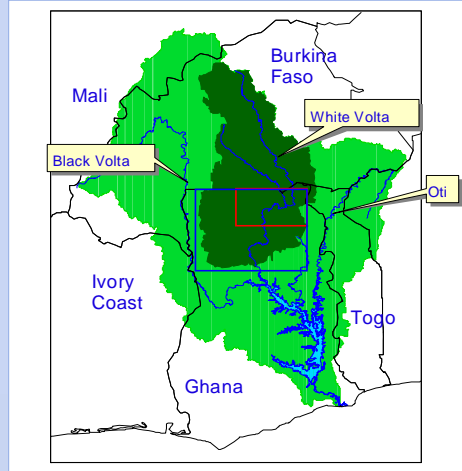 Burkina
Faso
Mali
White Volta
Black Volta
Oti
Ivory
Coast
Togo
Ghana